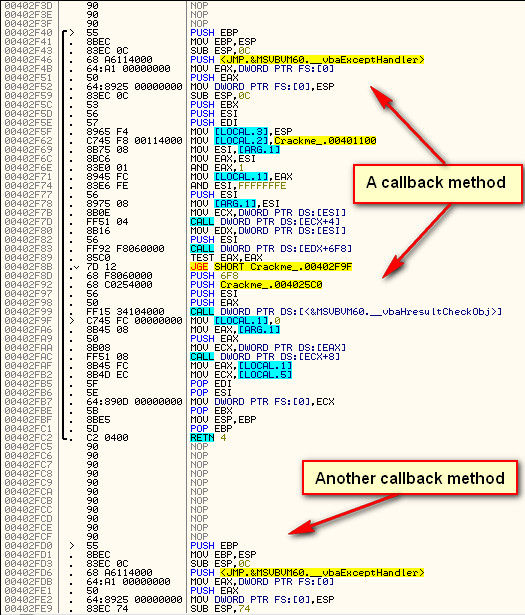 00402F3D 90 NOP
00402F3E 90 NOP
00402F3F 90 NOP
00402F40 > 55 PUSH EBP
00402F41 . 8BEC MOV EBP,ESP
00402F43 . 83EC 0C SUB ESP,0C
00402F46 . 68 A6114000 PUSH <JMP.&MSVBVM60.__vbaExceptHandler>
00402F4B . 64:A1 00000000 MOV EAX,DWORD PTR FS:[0]
00402F51 . 50 PUSH EAX
00402F52 . 64:8925 00000000 MOV DWORD PTR FS:[0],ESP
00402F59 . 83EC 0C SUB ESP,0C
00402F5C . 53 PUSH EBX
00402F5D . 56 PUSH ESI
00402F5E . 57 PUSH EDI
00402F5F . 8965 F4 MOV [LOCAL.3],ESP
00402F62 . C745 F8 00114000 MOV [LOCAL.2],Crackme_.00401100
00402F69 . 8B75 08 MOV ESI,[ARG.1]
00402F6C . 8BC6 MOV EAX,ESI
00402F6E . 83E0 01 AND EAX,1
00402F71 . 8945 FC MOV [LOCAL.1],EAX
00402F74 . 83E6 FE AND ESI,FFFFFFFE
00402F77 . 56 PUSH ESI
00402F78 . 8975 08 MOV [ARG.1],ESI
00402F7B . 8B0E MOV ECX,DWORD PTR DS:[ESI]
00402F7D . FF51 04 CALL DWORD PTR DS:[ECX+4]
00402F80 . 8B16 MOV EDX,DWORD PTR DS:[ESI]
00402F82 . 56 PUSH ESI
00402F83 . FF92 F8060000 CALL DWORD PTR DS:[EDX+6F8]
00402F89 . 85C0 TEST EAX,EAX
00402F8B . 7D 12 JGE SHORT Crackme_.00402F9F
00402F8D . 68 F8060000 PUSH 6F8
00402F92 . 68 C0254000 PUSH Crackme_.004025C0
00402F97 . 56 PUSH ESI
00402F98 . 50 PUSH EAX
00402F99 . FF15 34104000 CALL DWORD PTR DS:[<&MSVBVM60.__vbaHresultCheckObj>]
00402F9F > C745 FC 00000000 MOV [LOCAL.1],0
00402FA6 . 8B45 08 MOV EAX,[ARG.1]
00402FA9 . 50 PUSH EAX
00402FAA . 8B08 MOV ECX,DWORD PTR DS:[EAX]
00402FAC . FF51 08 CALL DWORD PTR DS:[ECX+8]
00402FAF . 8B45 FC MOV EAX,[LOCAL.1]
00402FB2 . 8B4D EC MOV ECX,[LOCAL.5]
00402FB5 . 5F POP EDI
00402FB6 . 5E POP ESI
00402FB7 . 64:890D 00000000 MOV DWORD PTR FS:[0],ECX
00402FBE . 5B POP EBX
00402FBF . 8BE5 MOV ESP,EBP
00402FC1 . 5D POP EBP
00402FC2 . C2 0400 RETN 4
00402FC5 90 NOP
00402FC6 90 NOP
00402FC7 90 NOP
00402FC8 90 NOP
00402FC9 90 NOP
00402FCA 90 NOP
00402FCB 90 NOP
00402FCC 90 NOP
00402FCD 90 NOP
00402FCE 90 NOP
00402FCF 90 NOP
00402FD0 > 55 PUSH EBP
00402FD1 . 8BEC MOV EBP,ESP
00402FD3 . 83EC 0C SUB ESP,0C
00402FD6 . 68 A6114000 PUSH <JMP.&MSVBVM60.__vbaExceptHandler>
00402FDB . 64:A1 00000000 MOV EAX,DWORD PTR FS:[0]
00402FE1 . 50 PUSH EAX
00402FE2 . 64:8925 00000000 MOV DWORD PTR FS:[0],ESP
00402FE9 . 83EC 74 SUB ESP,74
A callback method
Another callback method